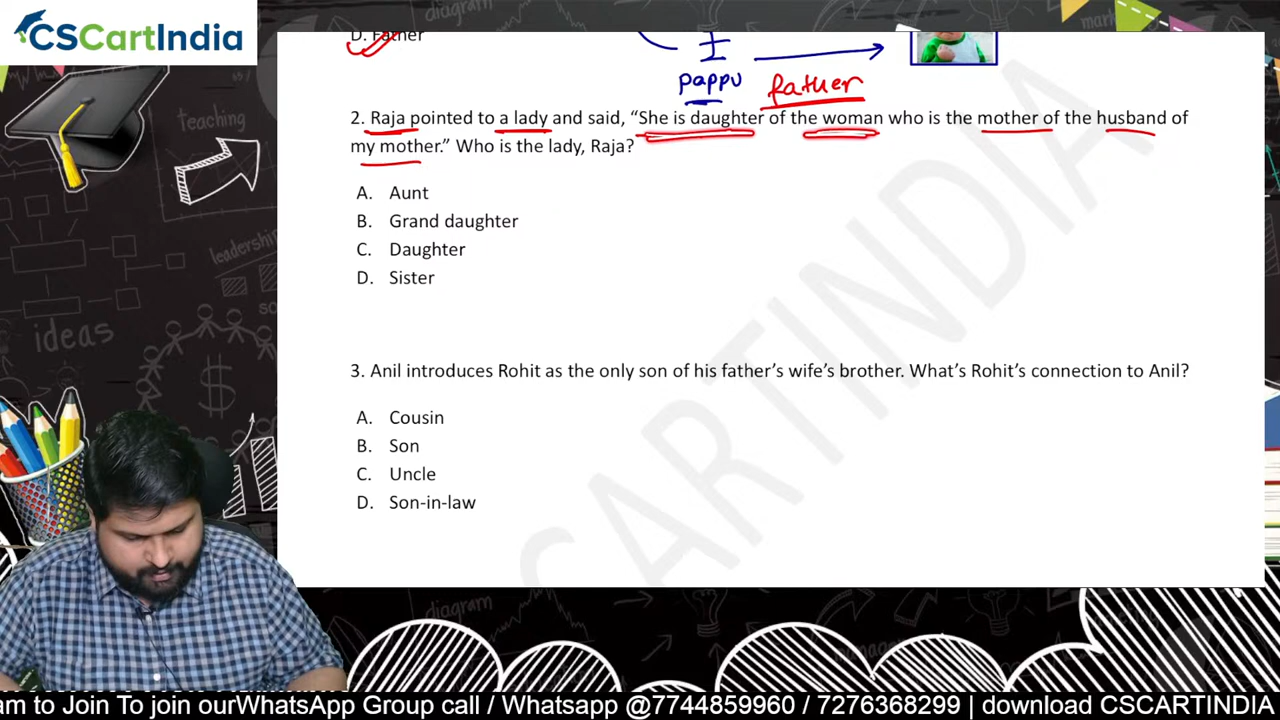 CSCartIndia
D. Father
I
pappu
father
2. Raja pointed to a lady and said, “She is daughter of the woman who is the mother of the husband of
my mother.” Who is the lady, Raja?
A. Aunt
B. Grand daughter
C. Daughter
D. Sister
3. Anil introduces Rohit as the only son of his father’s wife’s brother. What’s Rohit’s connection to Anil?
A. Cousin
B. Son
C. Uncle
D. Son-in-law
CARTINDIA
teaching
leadership
ideas
diagram
diagram
am to Join To join ourWhatsApp Group call / Whatsapp @7744859960 / 7276368299 | download CSCARTINDIA